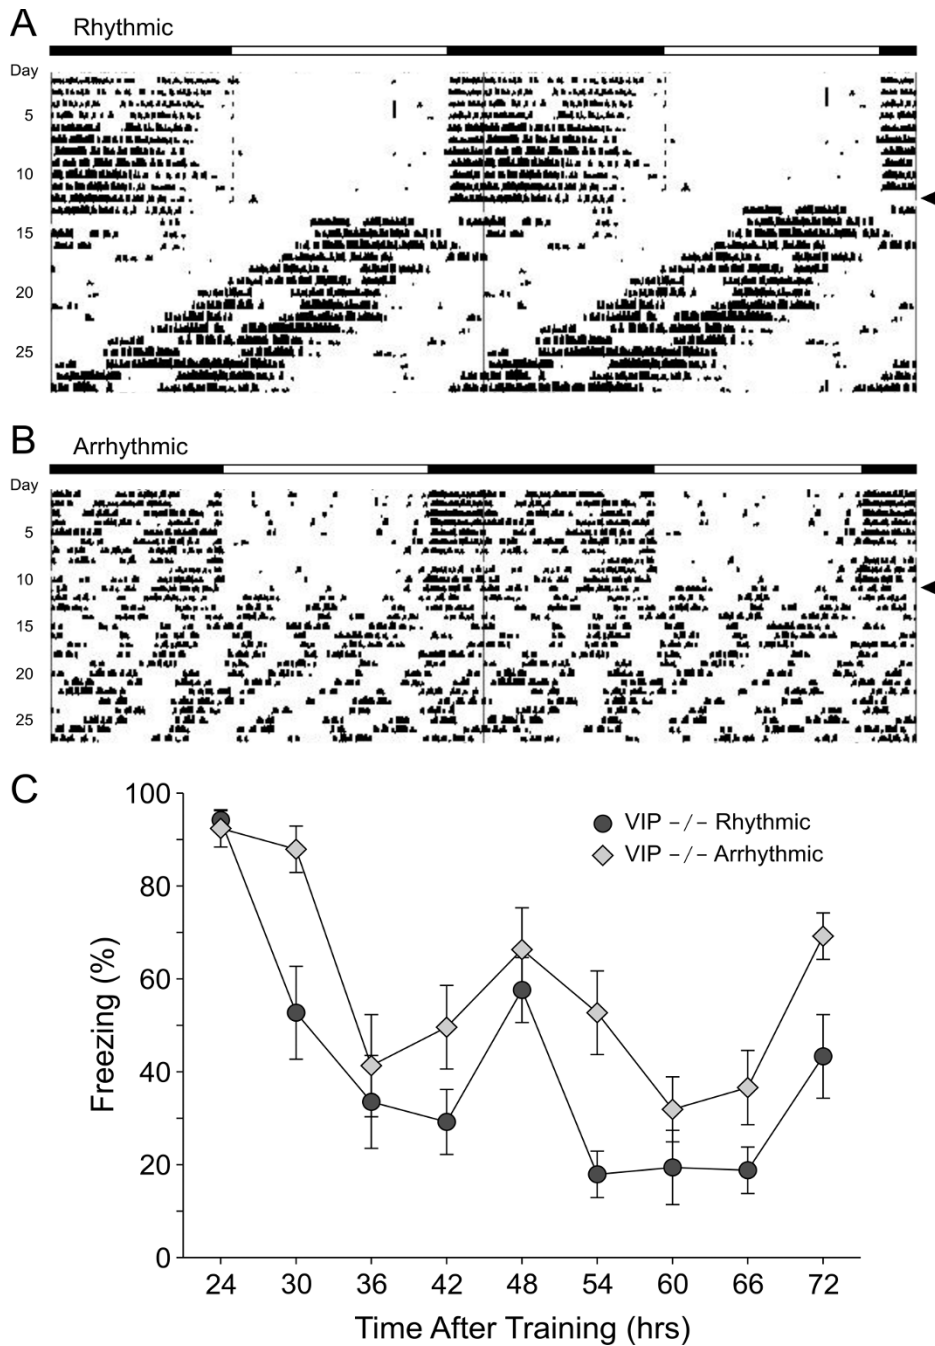 A
Rhythmic
Day
5
10
15
20
25
B
Arrhythmic
Day
5
10
15
20
25
C
100
80
60
40
20
0
Freezing (%)
VIP −/− Rhythmic
VIP −/− Arrhythmic
24 30 36 42 48 54 60 66 72
Time After Training (hrs)